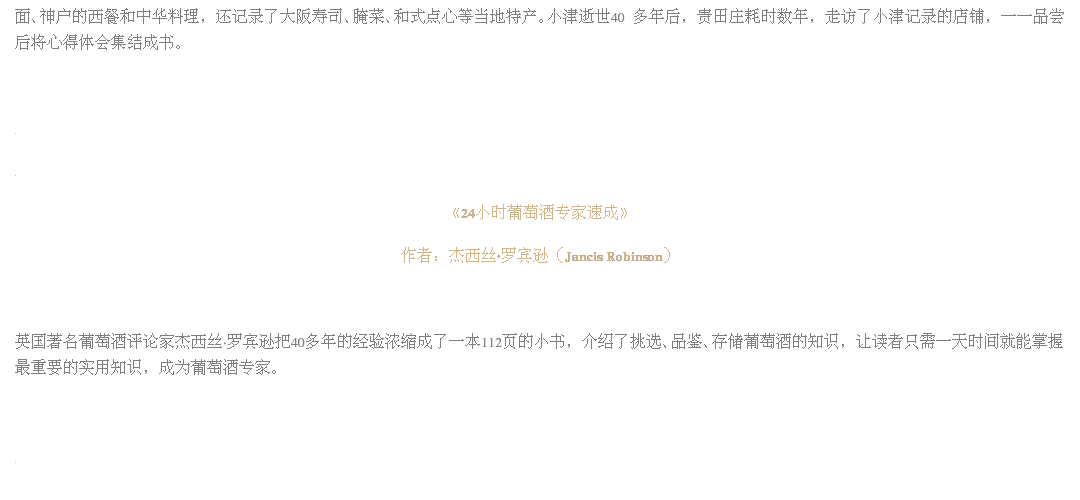 面、神户的西餐和中华料理，还记录了大阪寿司、腌菜、和式点心等当地特产。小津逝世40 多年后，贵田庄耗时数年，走访了小津记录的店铺，一一品尝
后将心得体会集结成书。
《24小时葡萄酒专家速成》
作者：杰西丝·罗宾逊（Jancis Robinson）
英国著名葡萄酒评论家杰西丝·罗宾逊把40多年的经验浓缩成了一本112页的小书，介绍了挑选、品鉴、存储葡萄酒的知识，让读者只需一天时间就能掌握
最重要的实用知识，成为葡萄酒专家。